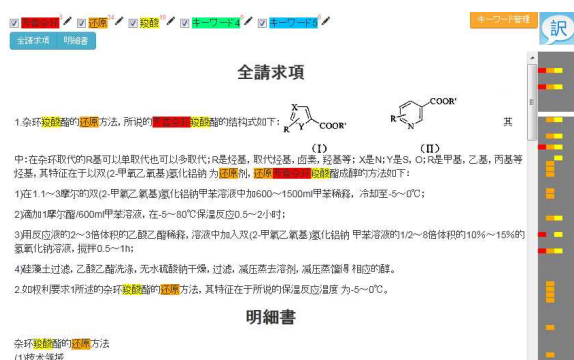 还原 羧酸 キーワード4 キーワード5 キーワード管理
訳
全請求項 明細書
全請求項
1.杂环羧酸酯的还原方法,所说的 羧酸酯的结构式如下: X Y R COOR' (I) R N COOR' (II) 其
中:在杂环取代的R基可以单取代也可以多取代;R是烃基,取代烃基,卤素,羟基等;X是N;Y是S,O;R是甲基,乙基,丙基等
烃基,其特征在于以双(2-甲氧乙氧基)氢化铝钠 为还原剂,还原 羧酸酯成醇的方法如下:
1)在1.1~3摩尔的双(2-甲氧乙氧基)氢化铝钠甲苯溶液中加600~1500ml甲苯稀释,冷却至-5~0℃;
2)滴加1摩尔酯/600ml甲苯溶液,在-5~80℃保温反应0.5~2小时;
3)用反应液的2~3倍体积的乙酸乙酯稀释,溶液中加入双(2-甲氧乙氧基)氢化铝钠 甲苯溶液的1/2~8倍体积的10%~15%的
氢氧化钠溶液,搅拌0.5~1h;
4)硅藻土过滤,乙酸乙酯洗涤,无水硫酸钠干燥,过滤,减压蒸去溶剂,减压蒸馏得 相应的醇。
2.如权利要求1所述的杂环羧酸酯的还原方法,其特征在于所说的保温反应温度 为-5~0℃。
明細書
杂环羧酸酯的还原方法
(1)技术领域